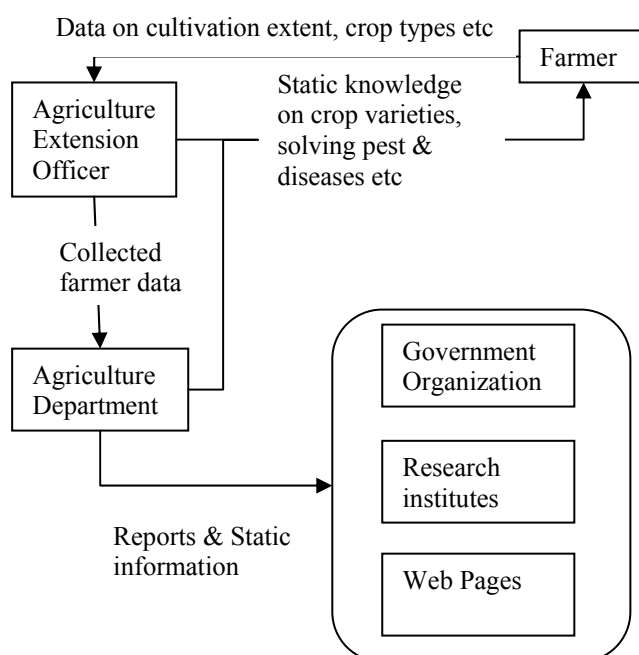 Data on cultivation extent, crop types etc
Farmer
Agriculture
Extension
Officer
Static knowledge
on crop varieties,
solving pest &
diseases etc
Collected
farmer data
Agriculture
Department
Government
Organization
Research
institutes
Reports & Static
information
Web Pages